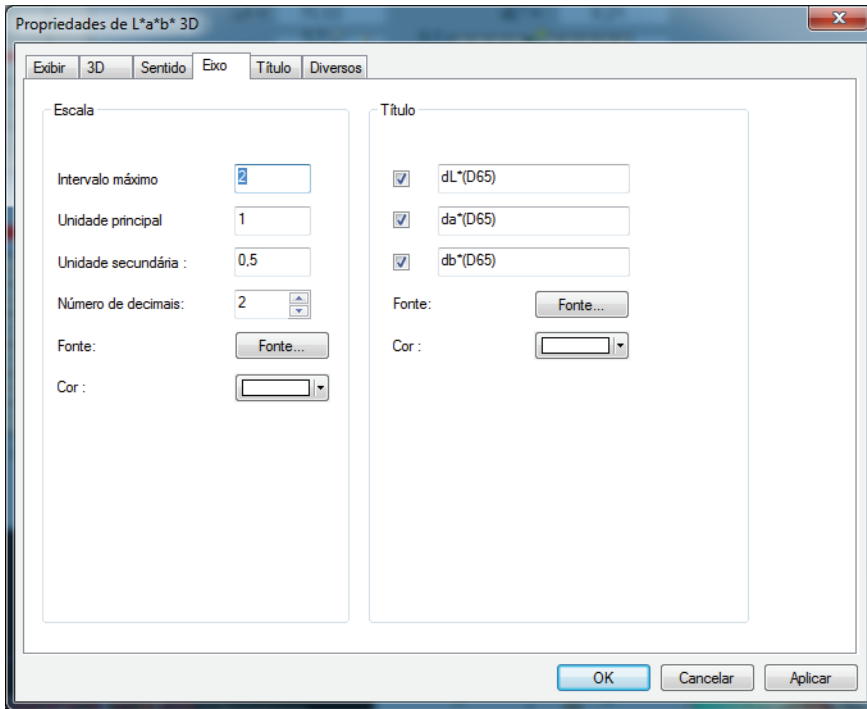 Propriedades de L*a*b* 3D
Exibir 3D Sentido Eixo Título Diversos
Escala
Intervalo máximo 2
Unidade principal 1
Unidade secundária : 0,5
Número de decimais: 2
Fonte: Fonte...
Cor :
Título
dL*(D65)
da*(D65)
db*(D65)
Fonte: Fonte...
Cor :
OK Cancelar Aplicar